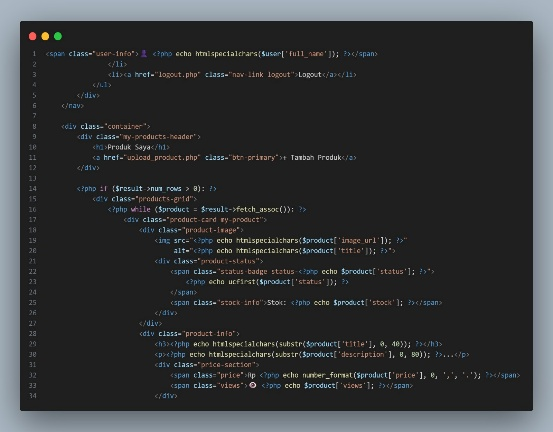 1 <span class="user-info">👤 <?php echo htmlspecialchars($user['full_name']); ?></span>
2 </li>
3 <li><a href="logout.php" class="nav-link logout">Logout</a></li>
4 </ul>
5 </div>
6 </nav>
7
8 <div class="container">
9 <div class="my-products-header">
10 <h1>Produk Saya</h1>
11 <a href="upload_product.php" class="btn-primary">+ Tambah Produk</a>
12 </div>
13
14 <?php if ($result->num_rows > 0): ?>
15 <div class="products-grid">
16 <?php while ($product = $result->fetch_assoc()): ?>
17 <div class="product-card my-product">
18 <div class="product-image">
19 <img src="<?php echo htmlspecialchars($product['image_url']); ?>"
20 alt="<?php echo htmlspecialchars($product['title']); ?>">
21 <div class="product-status">
22 <span class="status-badge status-<?php echo $product['status']; ?>">
23 <?php echo ucfirst($product['status']); ?>
24 </span>
25 <span class="stock-info">Stok: <?php echo $product['stock']; ?></span>
26 </div>
27 </div>
28 <div class="product-info">
29 <h3><?php echo htmlspecialchars(substr($product['title'], 0, 40)); ?></h3>
30 <p><?php echo htmlspecialchars(substr($product['description'], 0, 80)); ?>...</p>
31 <div class="price-section">
32 <span class="price">Rp <?php echo number_format($product['price'], 0, ',', '.'); ?></span>
33 <span class="views">👁️ <?php echo $product['views']; ?></span>
34 </div>